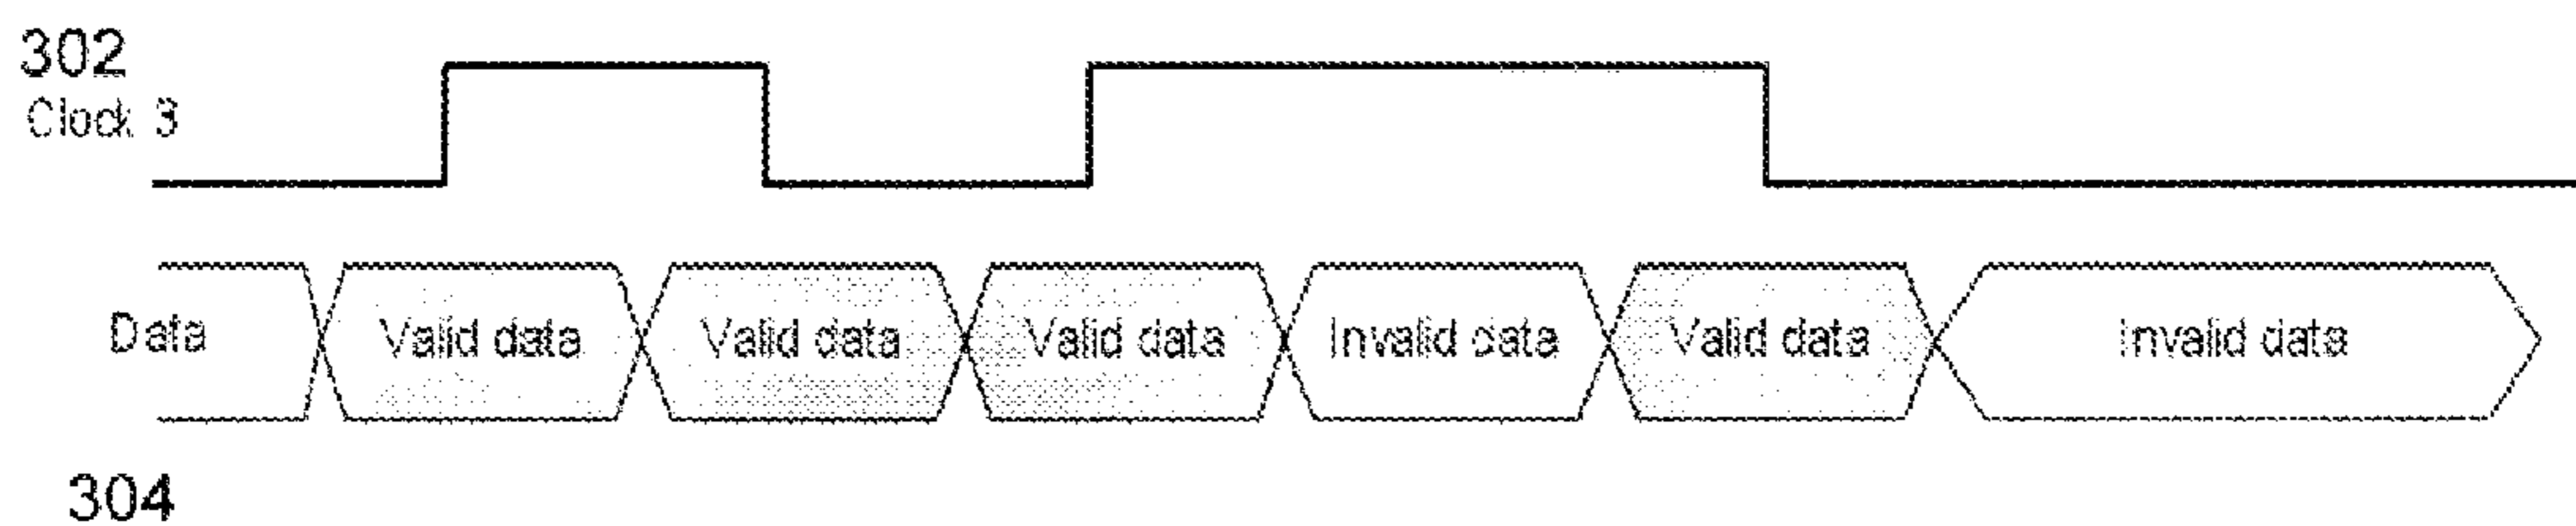 302
Clock 3
Data Valid data Valid data Valid data Invalid data Valid data Invalid data
304